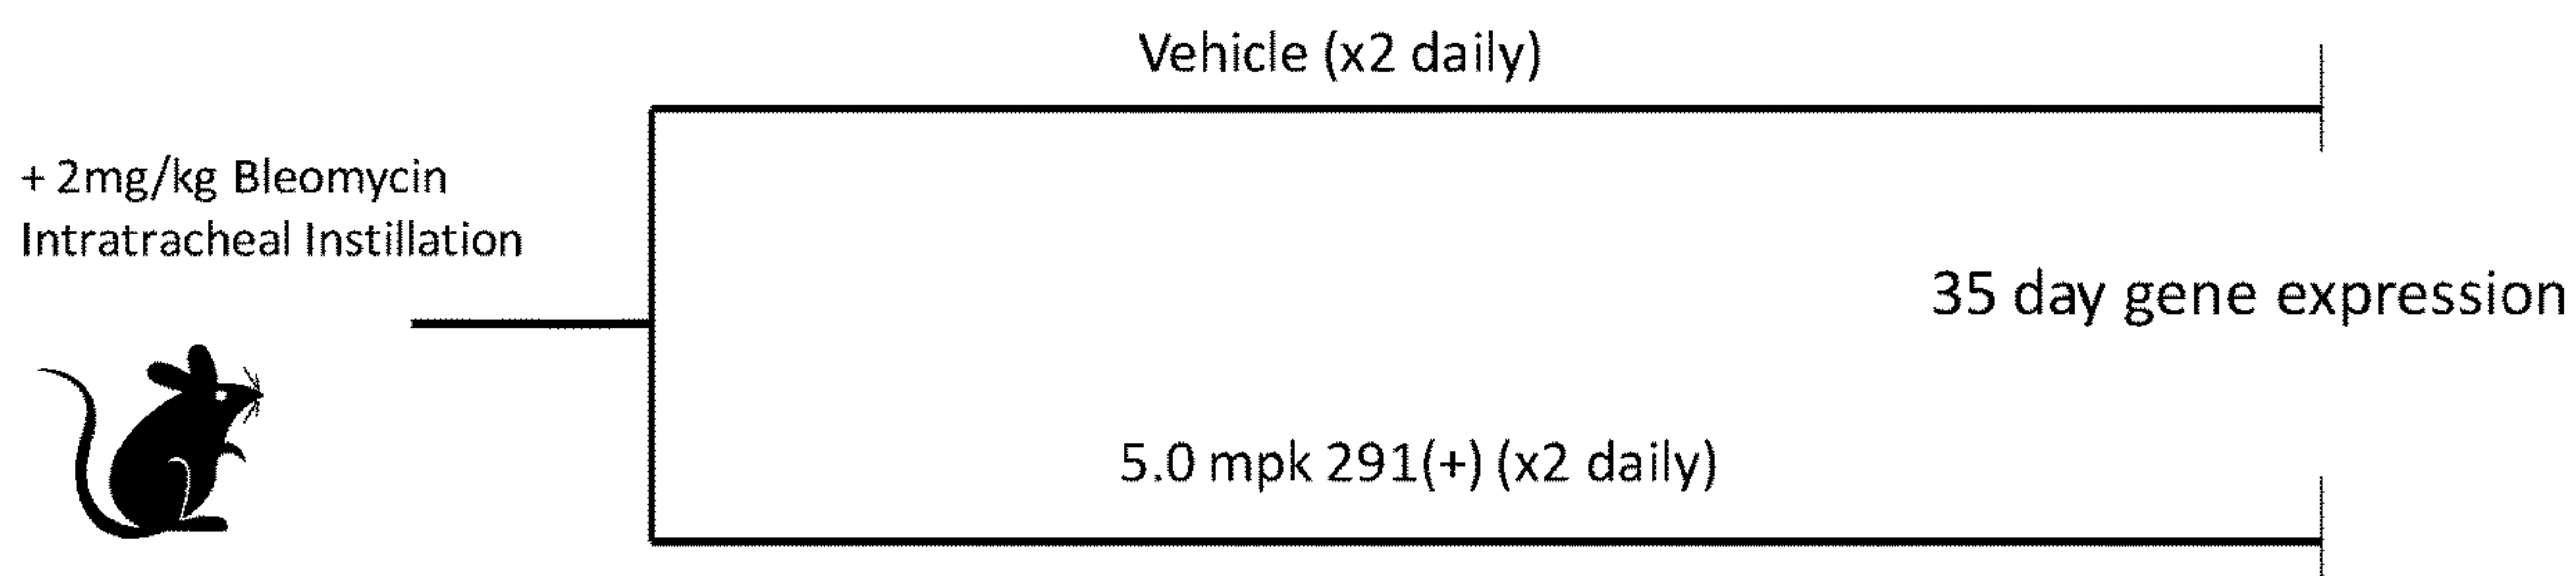 Vehicle (x2 daily)
+ 2mg/kg Bleomycin
Intratracheal Instillation
35 day gene expression
5.0 mpk 291(+) (x2 daily)